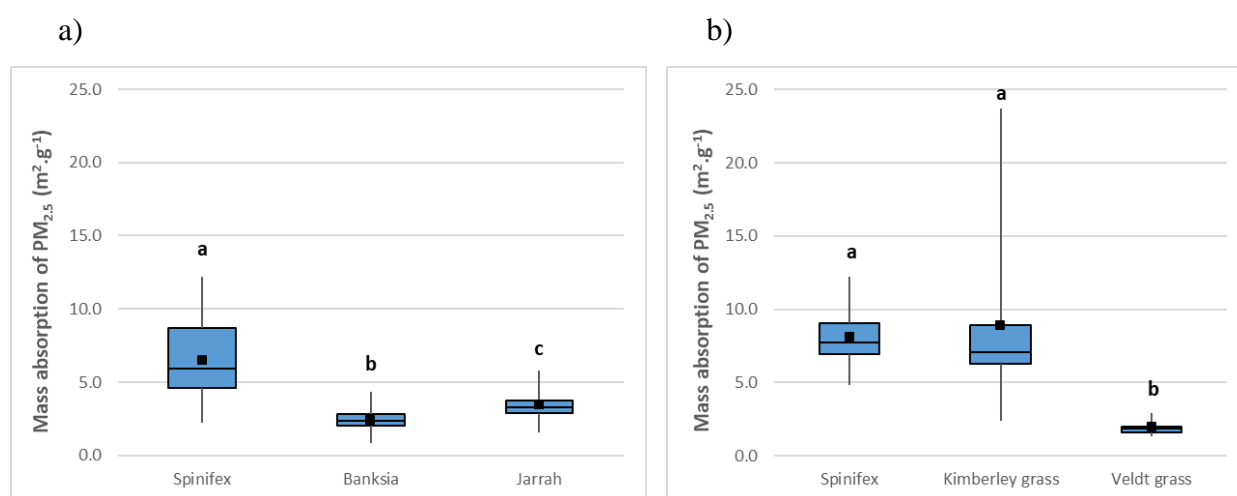 a)
Mass absorption of PM₂.₅ (m²·g⁻¹)
25.0
20.0
15.0
10.0
5.0
0.0
a
b
c
Spinifex Banksia Jarrah
b)
Mass absorption of PM₂.₅ (m²·g⁻¹)
25.0
20.0
15.0
10.0
5.0
0.0
a
a
b
Spinifex Kimberley grass Veldt grass